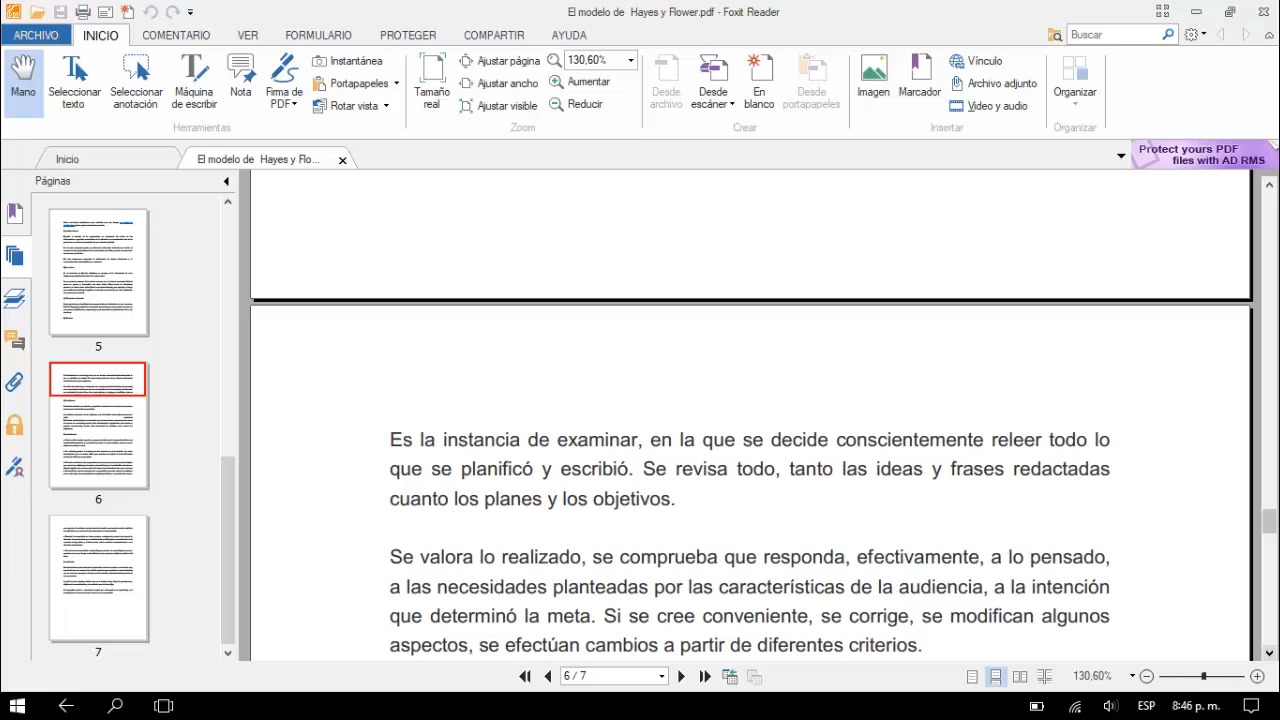 El modelo de Hayes y Flower.pdf - Foxit Reader
ARCHIVO INICIO COMENTARIO VER FORMULARIO PROTEGER COMPARTIR AYUDA Buscar
Mano Seleccionar texto Seleccionar anotación Máquina de escribir Nota Fima de PDF
Instantánea
Portapapeles
Rotar vista
Herramientas
Tamaño real
Ajustar página
Ajustar ancho
Ajustar visible
130,60%
Aumentar
Reducir
Zoom
Desde archivo Desde escáner En blanco Desde portapapeles
Crear
Imagen Marcador
Vínculo
Archivo adjunto
Video y audio
Insertar
Organizar
Organizar
Inicio
El modelo de Hayes y Flo...
Protect yours PDF
files with AD RMS
Páginas
5
6
7
Es la instancia de examinar, en la que se decide conscientemente releer todo lo
que se planificó y escribió. Se revisa todo, tanto las ideas y frases redactadas
cuanto los planes y los objetivos.
Se valora lo realizado, se comprueba que responda, efectivamente, a lo pensado,
a las necesidades planteadas por las características de la audiencia, a la intención
que determinó la meta. Si se cree conveniente, se corrige, se modifican algunos
aspectos, se efectúan cambios a partir de diferentes criterios.
6 / 7
130,60%
ESP 8:46 p. m.